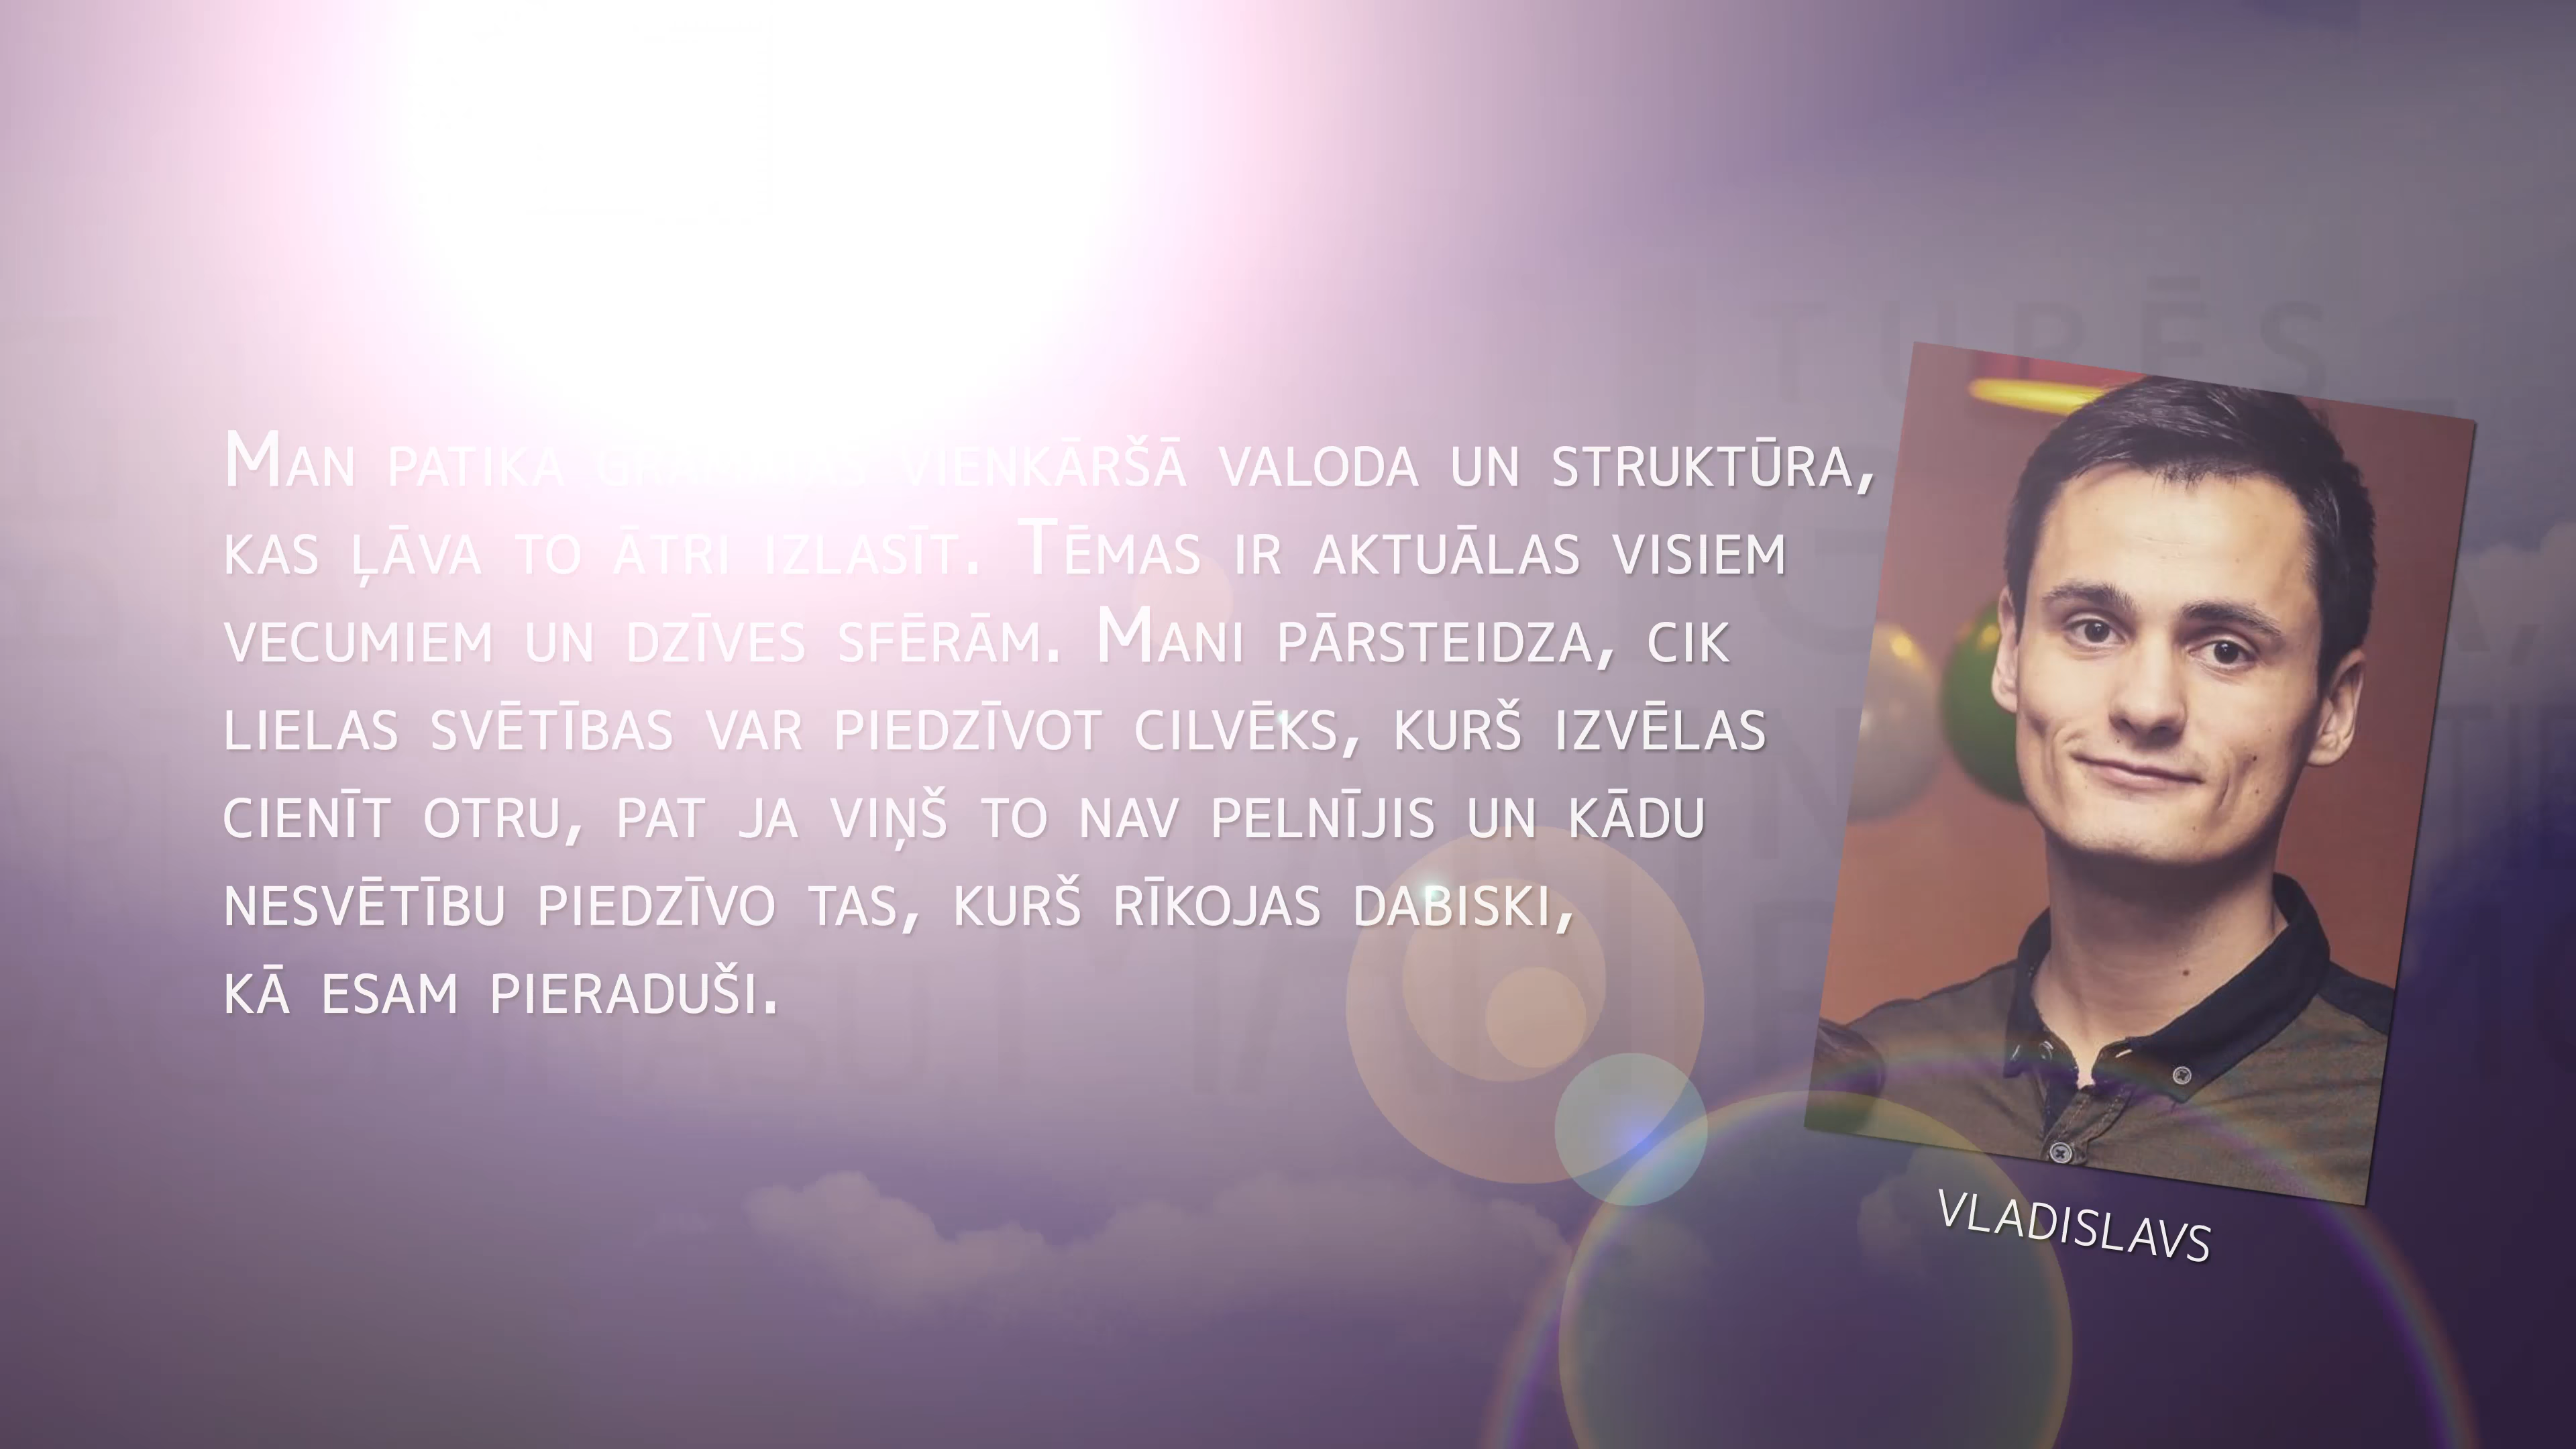 Man patika grāmatas vienkāršā valoda un struktūra,
kas ļāva to ātri izlasīt. Tēmas ir aktuālas visiem
vecumiem un dzīves sfērām. Mani pārsteidza, cik
lielas svētības var piedzīvot cilvēks, kurš izvēlas
cienīt otru, pat ja viņš to nav pelnījis un kādu
nesvētību piedzīvo tas, kurš rīkojas dabiski,
kā esam pieraduši.
VLADISLAVS